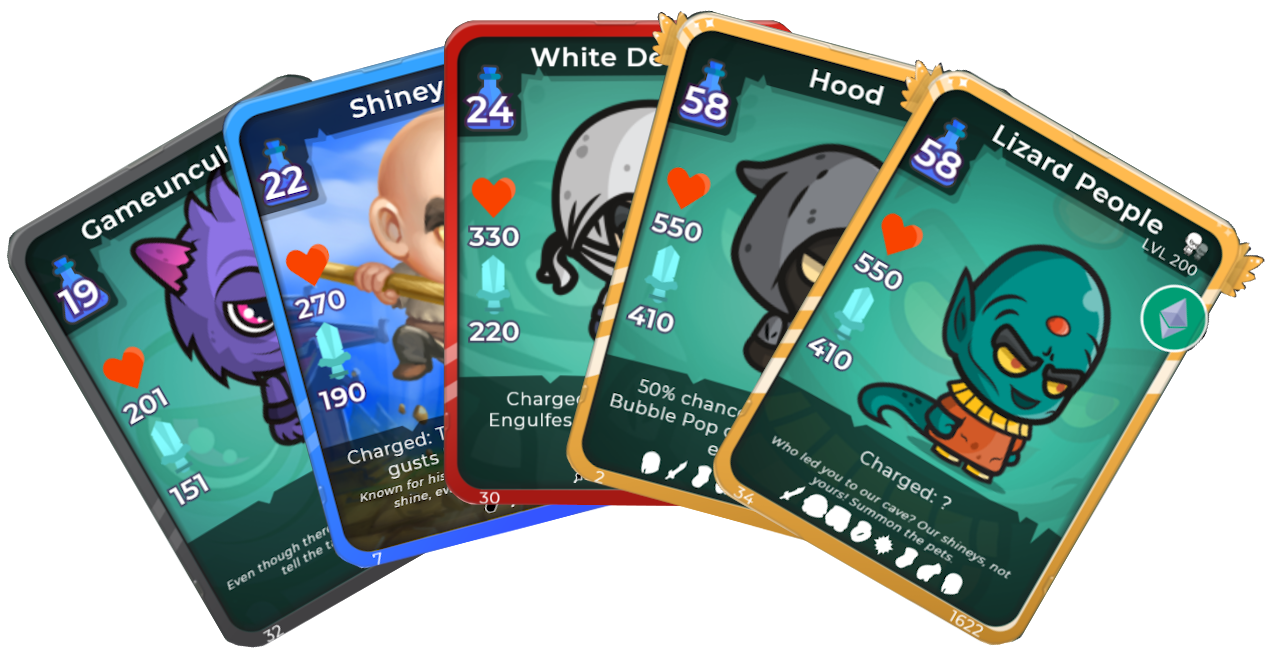 Gameuncul
19
201
151
Even though ther
tell the t
32
Shiney
22
270
190
Charged: T
gusts
Known for his
shine, ev
7
White De
24
330
220
Charge
Engulfes
30
Hood
58
550
410
50% chance
Bubble Pop
e
2
Lizard People
LVL 200
58
550
410
Charged: ?
Who led you to our cave? Our shineys, not
yours! Summon the pets.
34
1622